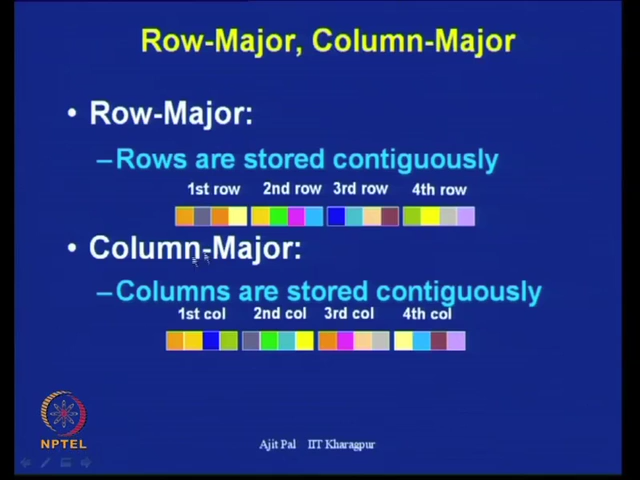 Row-Major, Column-Major
• Row-Major:
–Rows are stored contiguously
1st row 2nd row 3rd row 4th row
• Column-Major:
–Columns are stored contiguously
1st col 2nd col 3rd col 4th col
NPTEL
Ajit Pal IIT Kharagpur